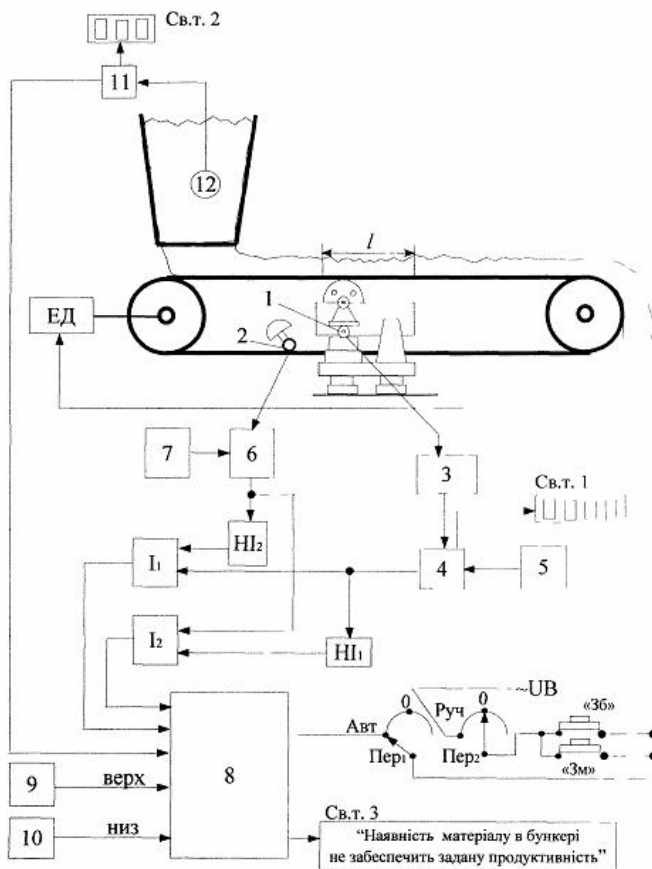 Св.т. 2
11
12
l
1
ЕД
2
7
6
3
Св.т. 1
НІ₂
І₁
4
5
І₂
НІ₁
0
Руч
0
~UВ
Авт
«Зб»
Пер₁
Пер₂
«Зм»
8
9
верх
10
низ
Св.т. 3
“Наявність матеріалу в бункері
не забеспечить задану продуктивність”